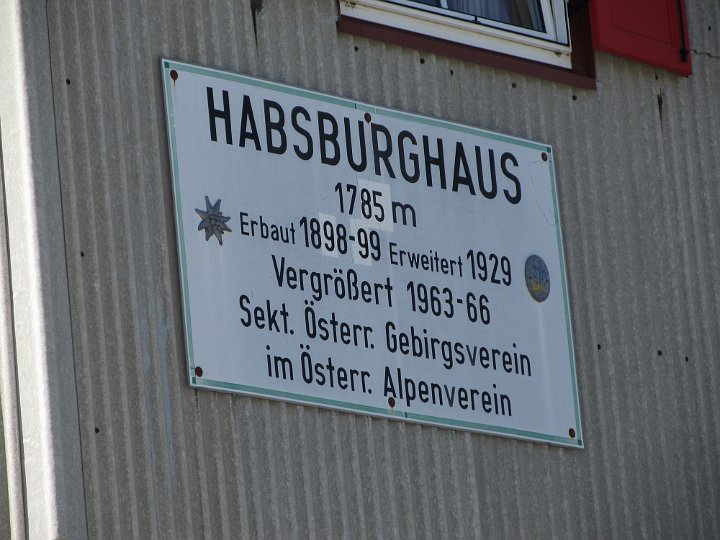 HABSBURGHAUS
1785 m
Erbaut 1898-99 Erweitert 1929
Vergrößert 1963-66
Sekt. Österr. Gebirgsverein
im Österr. Alpenverein